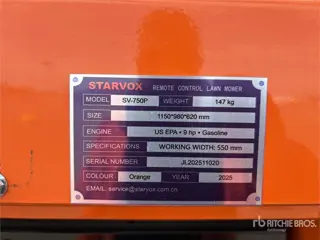 STARVOX REMOTE CONTROL LAWN MOWER
MODEL SV-750P WEIGHT 147 kg
SIZE 1150*980*620 mm
ENGINE US EPA • 9 hp • Gasoline
SPECIFICATIONS WORKING WIDTH: 550 mm
SERIAL NUMBER JL202511020
COLOUR Orange YEAR 2025
EMAIL: service@starvox.com.cn
Ritchie Bros.